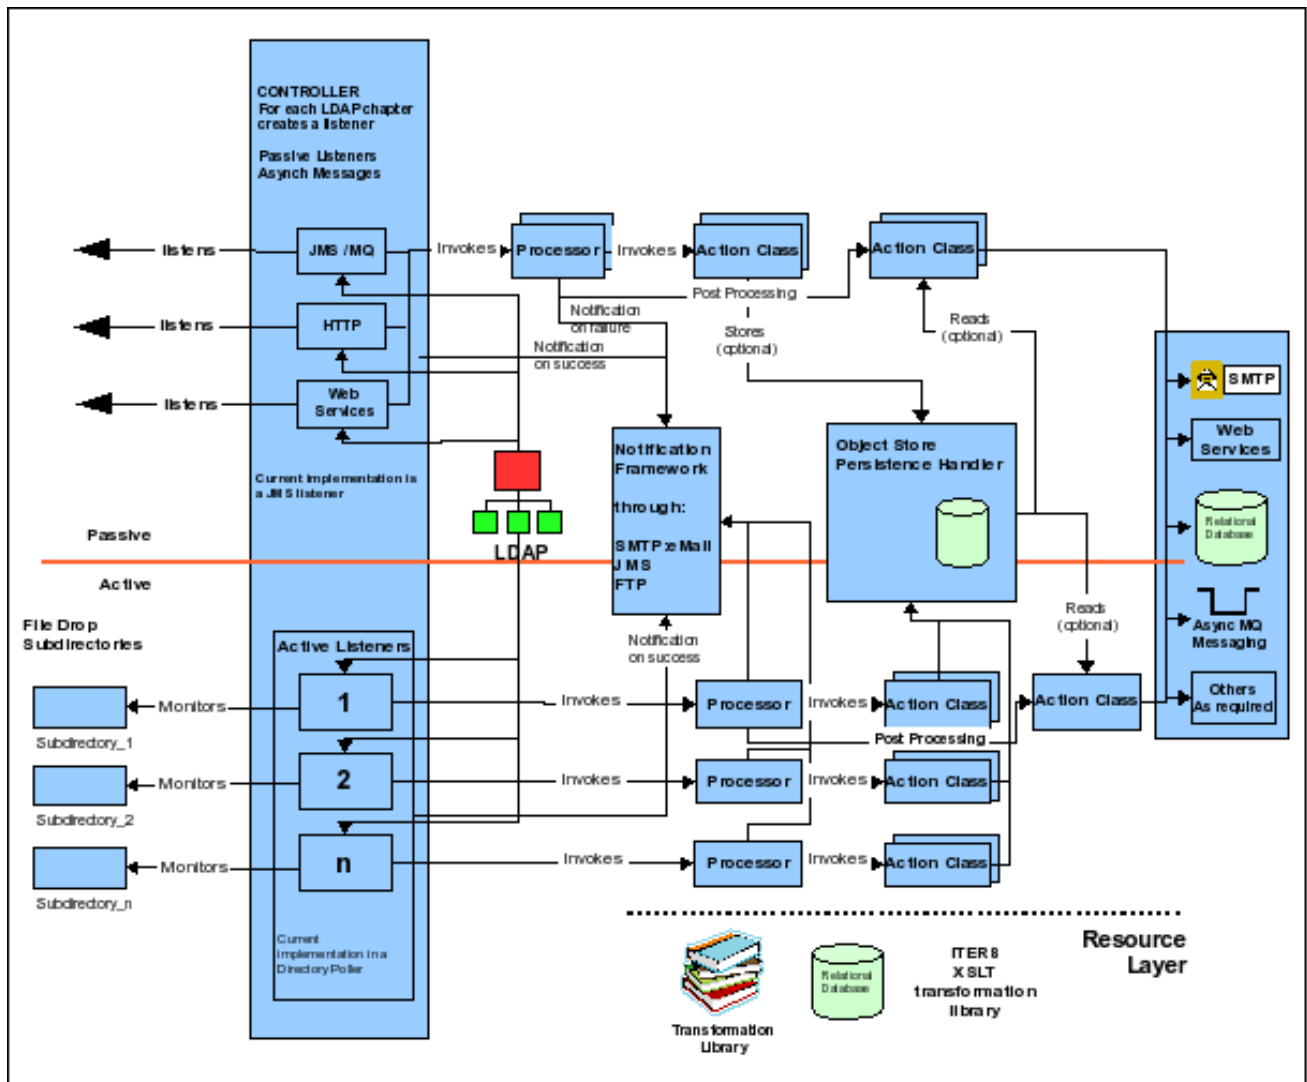 CONTROLLER
For each LDAP chapter
creates a listener
Passive Listeners
Asynch Messages
listens
JMS /MQ
Invokes
Processor
Invokes
Action Class
Action Class
Post Processing
listens
HTTP
Notification
on failure
Notification
on success
Stores
(optional)
Reads
(optional)
listens
Web
Services
SMTP
Web
Services
Relational
Database
Async MQ
Messaging
Others
As required
Current Implementation is
a JMS listener
LDAP
Notification
Framework
through:
SMTP:eMail
JMS
FTP
Object Store
Persistence Handler
Passive
Active
File Drop
Subdirectories
Active Listeners
Notification
on success
Reads
(optional)
Monitors
1
Invokes
Processor
Invokes
Action Class
Action Class
Subdirectory_1
Post Processing
Monitors
2
Invokes
Processor
Invokes
Action Class
Subdirectory_2
Monitors
n
Invokes
Processor
Invokes
Action Class
Subdirectory_n
Current
implementation in a
Directory Poller
Resource
Layer
Transformation
Library
Relational
Database
ITER8
XSLT
transformation
library